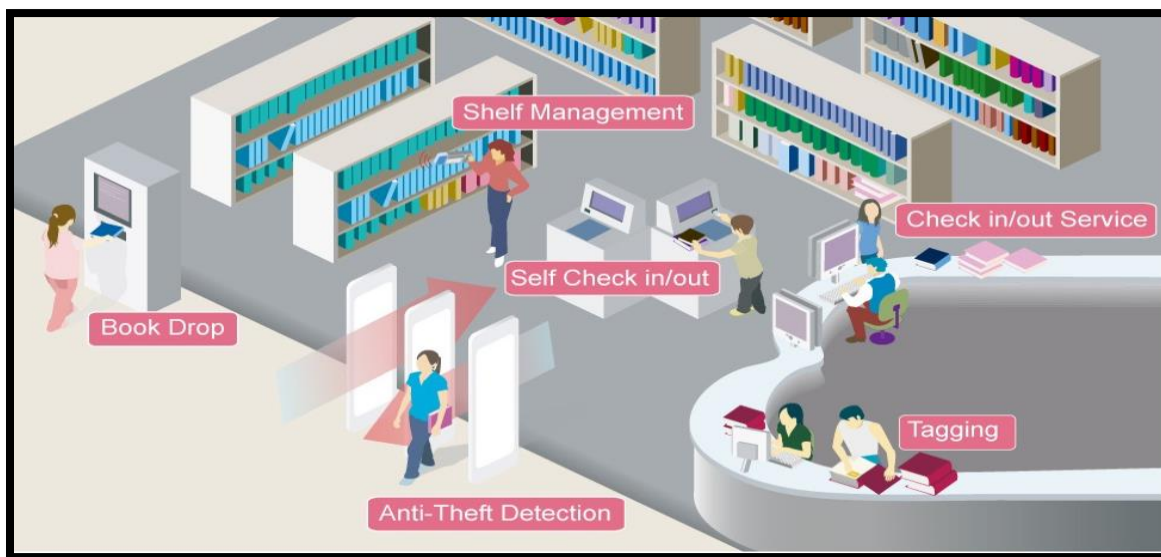 Shelf Management
Check in/out Service
Self Check in/out
Book Drop
Tagging
Anti-Theft Detection